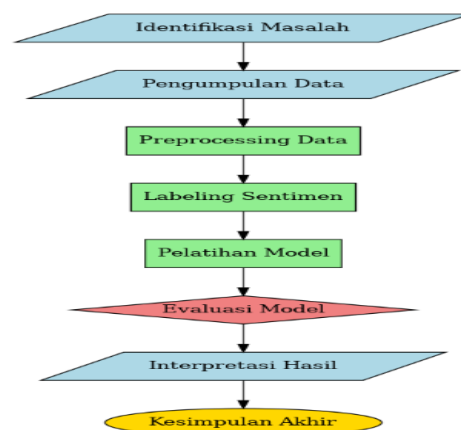 Identifikasi Masalah
Pengumpulan Data
Preprocessing Data
Labeling Sentimen
Pelatihan Model
Evaluasi Model
Interpretasi Hasil
Kesimpulan Akhir